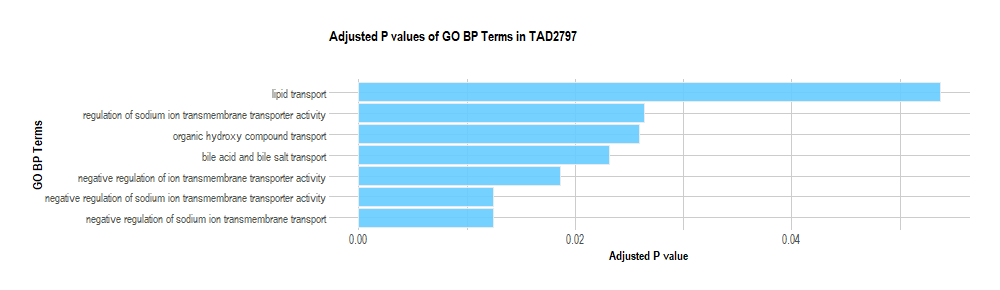 Adjusted P values of GO BP Terms in TAD2797
GO BP Terms
lipid transport
regulation of sodium ion transmembrane transporter activity
organic hydroxy compound transport
bile acid and bile salt transport
negative regulation of ion transmembrane transporter activity
negative regulation of sodium ion transmembrane transporter activity
negative regulation of sodium ion transmembrane transport
0.00 0.02 0.04
Adjusted P value